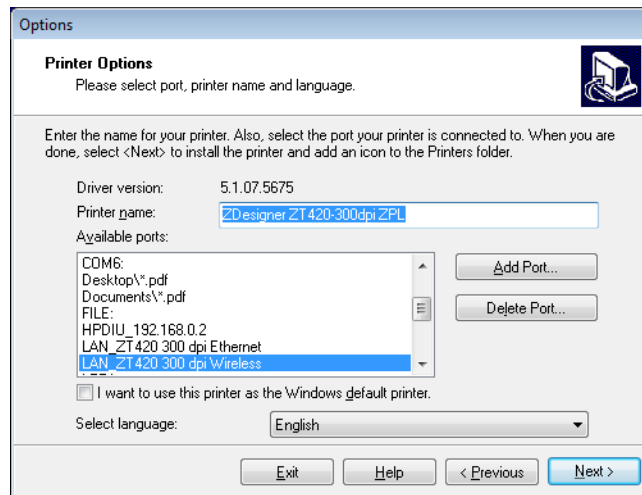 Options
Printer Options
Please select port, printer name and language.
Enter the name for your printer. Also, select the port your printer is connected to. When you are
done, select <Next> to install the printer and add an icon to the Printers folder.
Driver version: 5.1.07.5675
Printer name: ZDesigner ZT420-300dpi ZPL
Available ports:
COM6:
Desktop\*.pdf
Documents\*.pdf
FILE:
HPDIU_192.168.0.2
LAN_ZT420 300 dpi Ethernet
LAN_ZT420 300 dpi Wireless
Add Port...
Delete Port...
I want to use this printer as the Windows default printer.
Select language: English
Exit Help < Previous Next >